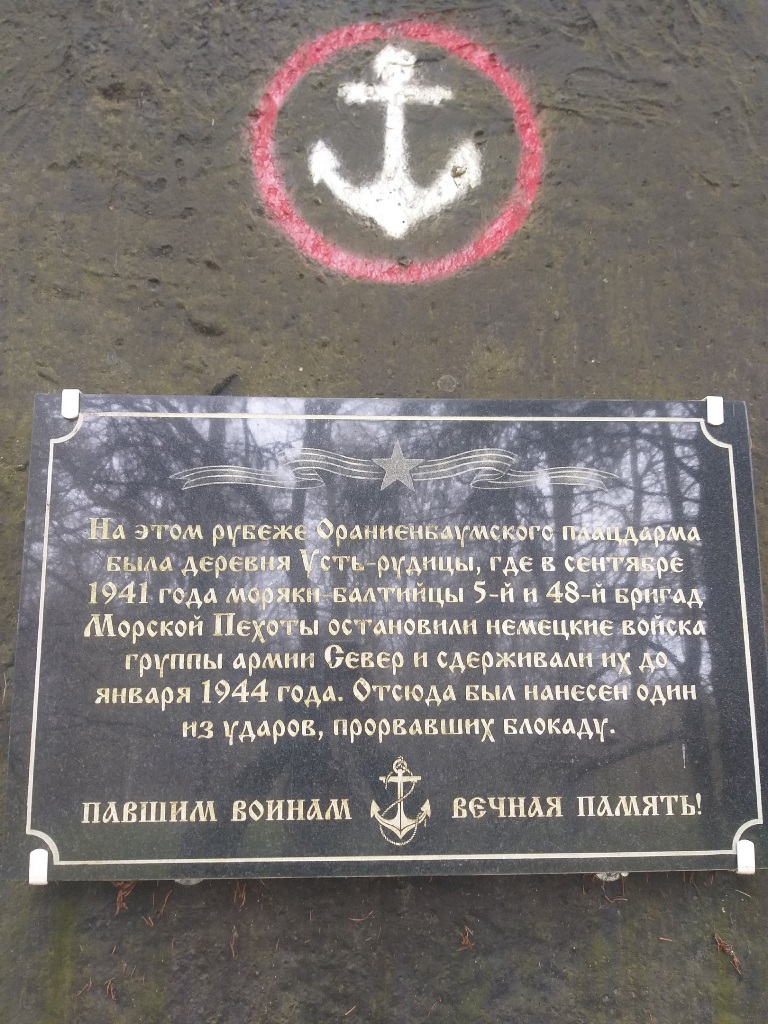 На этом рубеже Ораниенбаумского плацдарма
была деревня Усть-рудицы, где в сентябре
1941 года моряки-балтийцы 5-й и 48-й бригад
Морской Пехоты остановили немецкие войска
группы армии Север и сдерживали их до
января 1944 года. Отсюда был нанесен один
из ударов, прорвавших блокаду.
ПАВШИМ ВОИНАМ ВЕЧНАЯ ПАМЯТЬ!